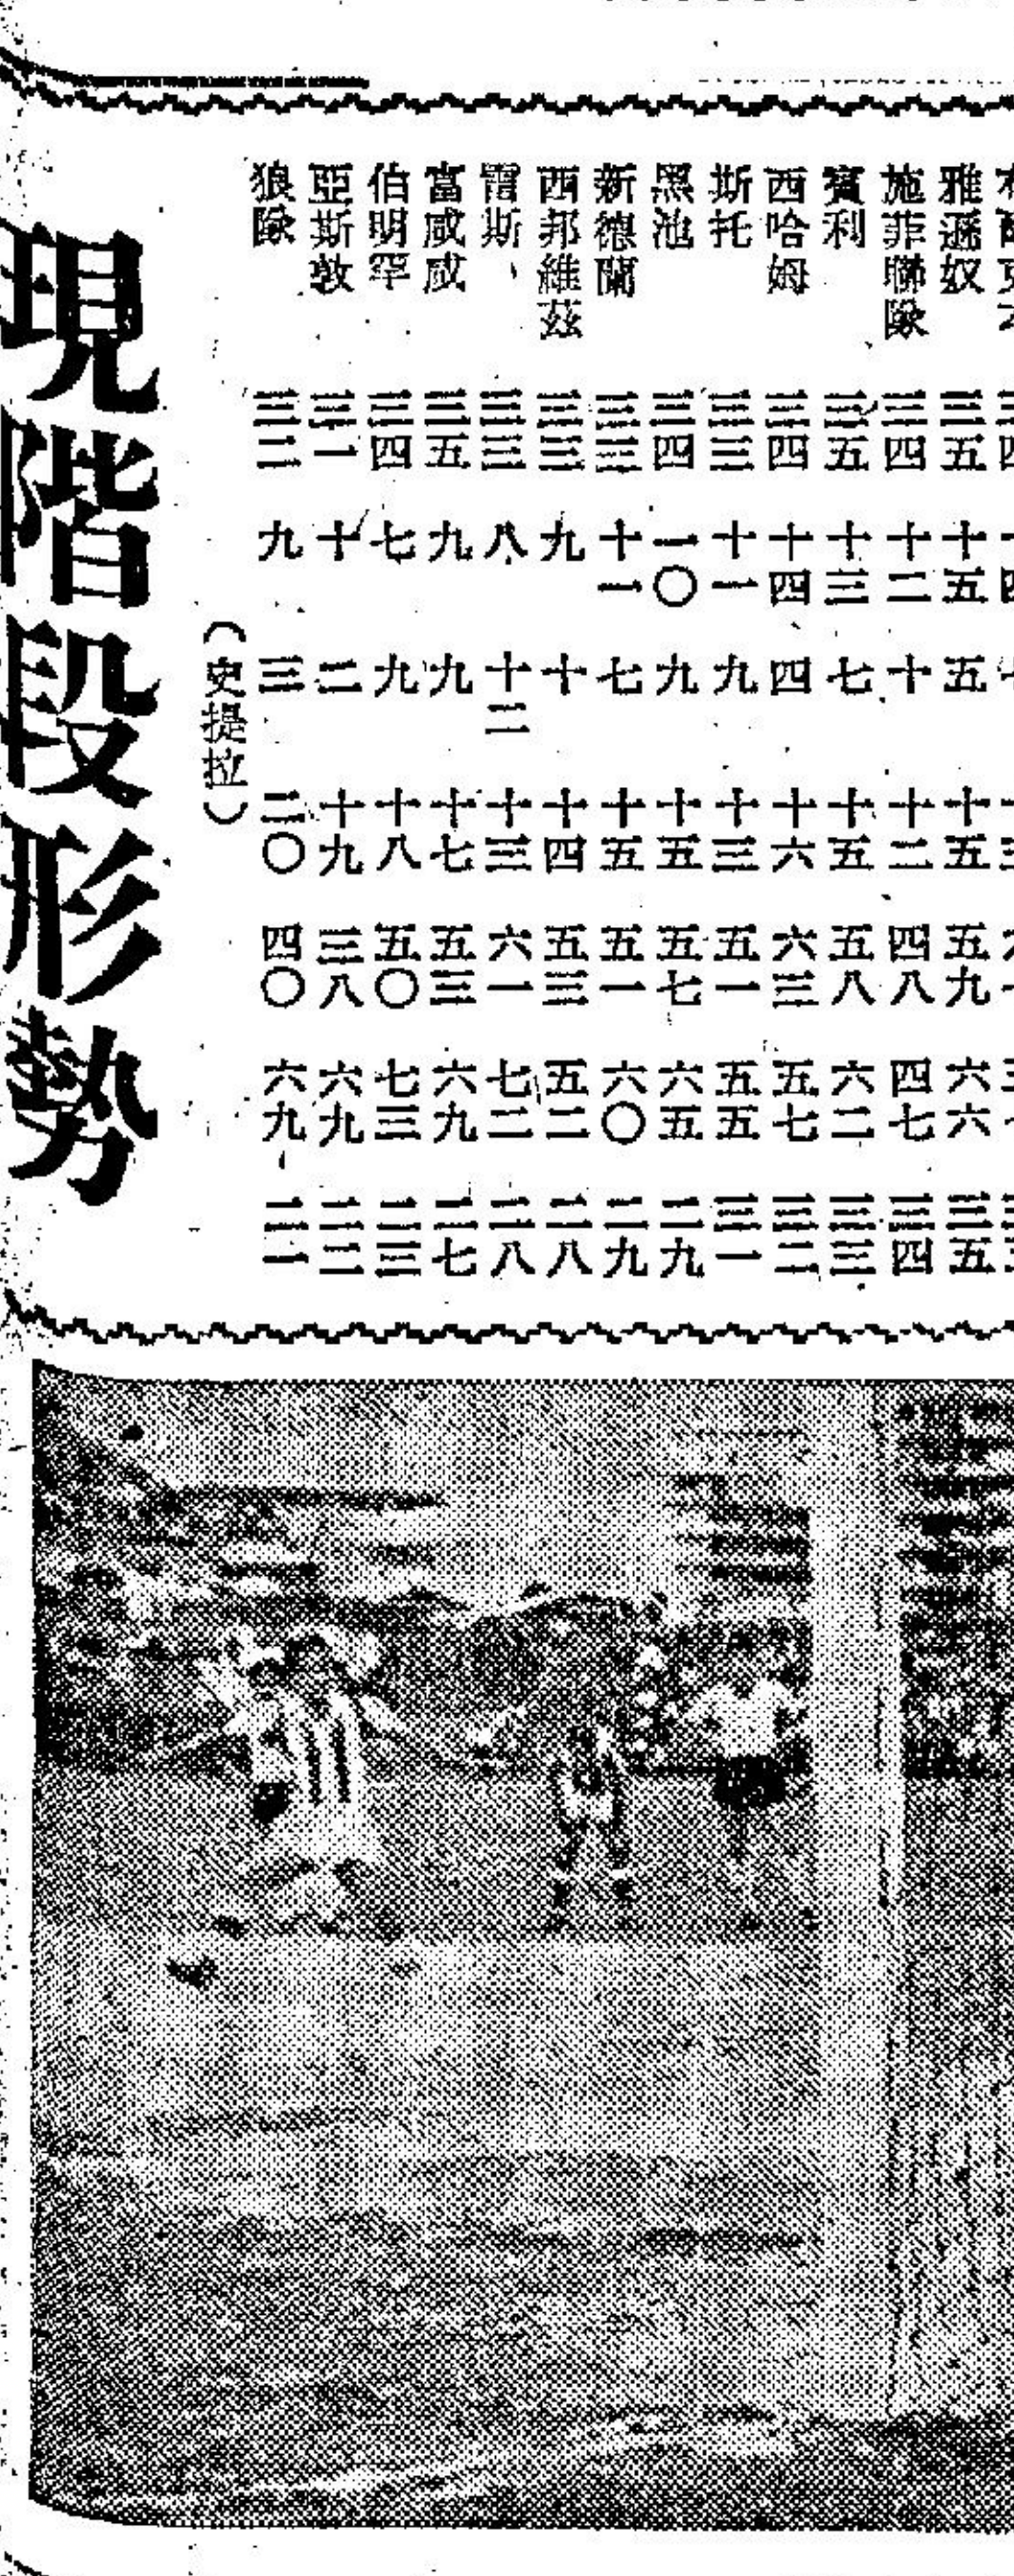 雅遜奴 三五 十五 五 十五 五九 六六 三五
施菲聯隊 三四 十二 十 十二 四八 四七 三四
賓利 三五 十三 七 十五 五八 六二 三三
西哈姆 三四 十四 四 十六 六三 五七 三二
斯托 三三 十一 九 十三 五一 五五 三一
黑池 三四 一〇 九 十五 五七 六五 二九
新德蘭 三三 十一 七 十五 五一 六〇 二九
西邦維茲 三三 九 十 十四 五三 五二 二八
雷斯 三三 八 十二 十三 六一 七二 二八
富咸 三五 九 九 十七 五三 六九 二七
伯明罕 三四 七 九 十八 五〇 七三 二三
亞斯敦 三一 十 二 十九 三八 六九 二二
狼隊 三二 九 三 二〇 四〇 六九 二一
（史提拉）
現階段形勢